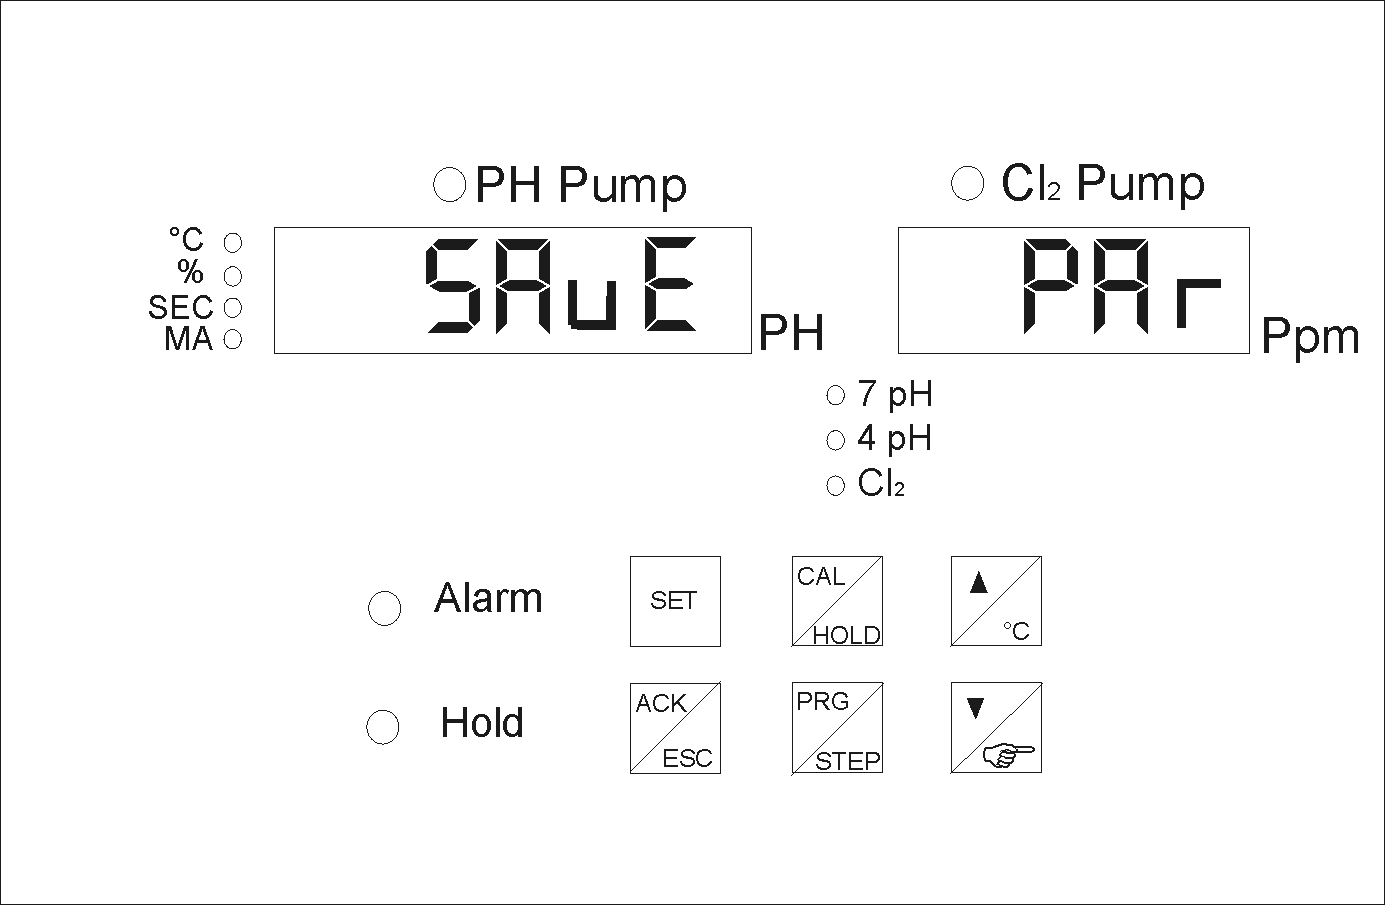 PH Pump
Cl₂ Pump
°C
%
SEC
MA
SAuE
PH
PAr
Ppm
7 pH
4 pH
Cl₂
Alarm
SET
CAL
HOLD
°C
Hold
ACK
ESC
PRG
STEP